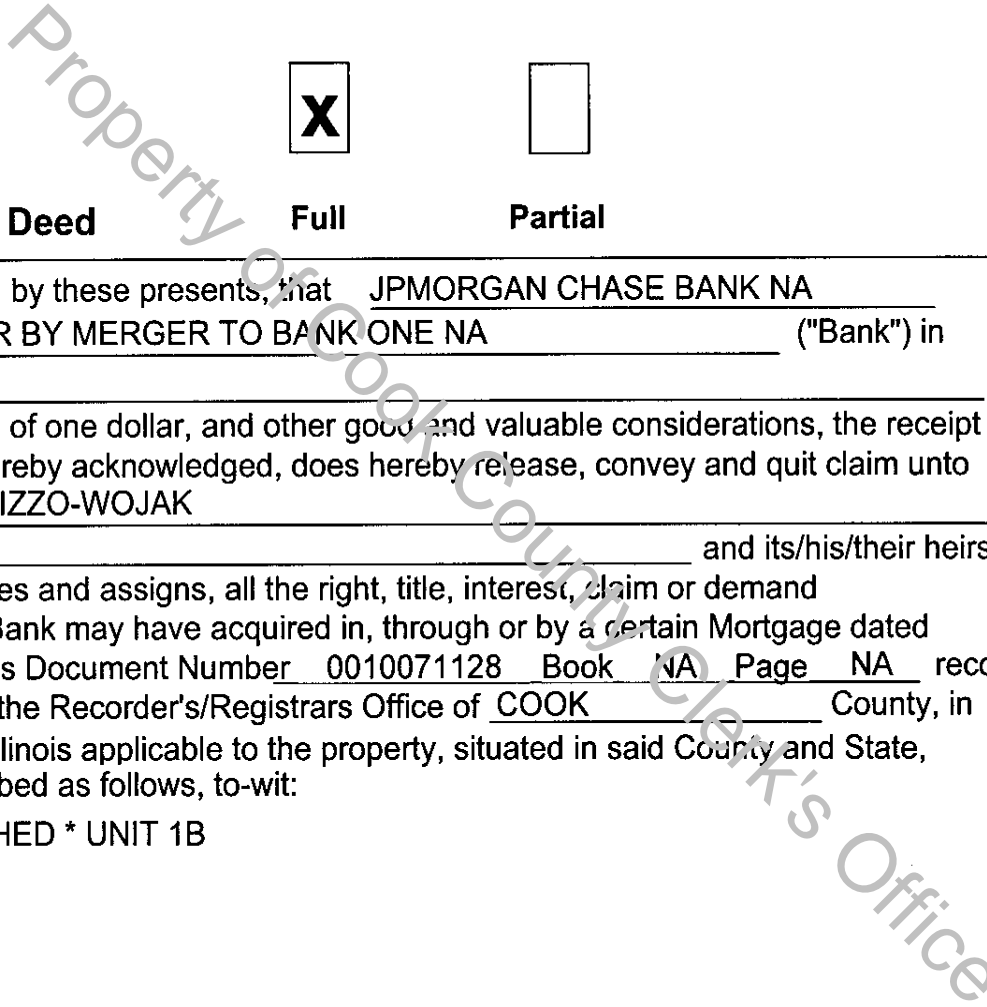 X
Deed Full Partial
by these presents, that JPMORGAN CHASE BANK NA
R BY MERGER TO BANK ONE NA ("Bank") in
of one dollar, and other good and valuable considerations, the receipt
reby acknowledged, does hereby release, convey and quit claim unto
IZZO-WOJAK
and its/his/their heirs
es and assigns, all the right, title, interest, claim or demand
Bank may have acquired in, through or by a certain Mortgage dated
s Document Number 0010071128 Book NA Page NA reco
the Recorder's/Registrars Office of COOK County, in
llinois applicable to the property, situated in said County and State,
bed as follows, to-wit:
HED * UNIT 1B
Property of Cook County Clerk's Office